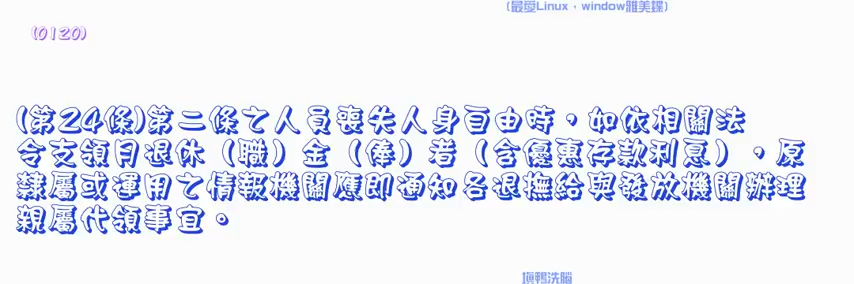 (最愛Linux，window雅美蝶)
(0120)
(第24條)第二條之人員喪失人身自由時，如依相關法
令支領月退休（職）金（俸）者（含優惠存款利息），原
隸屬或運用之情報機關應即通知各退撫給與發放機關辦理
親屬代領事宜。
填鴨洗腦